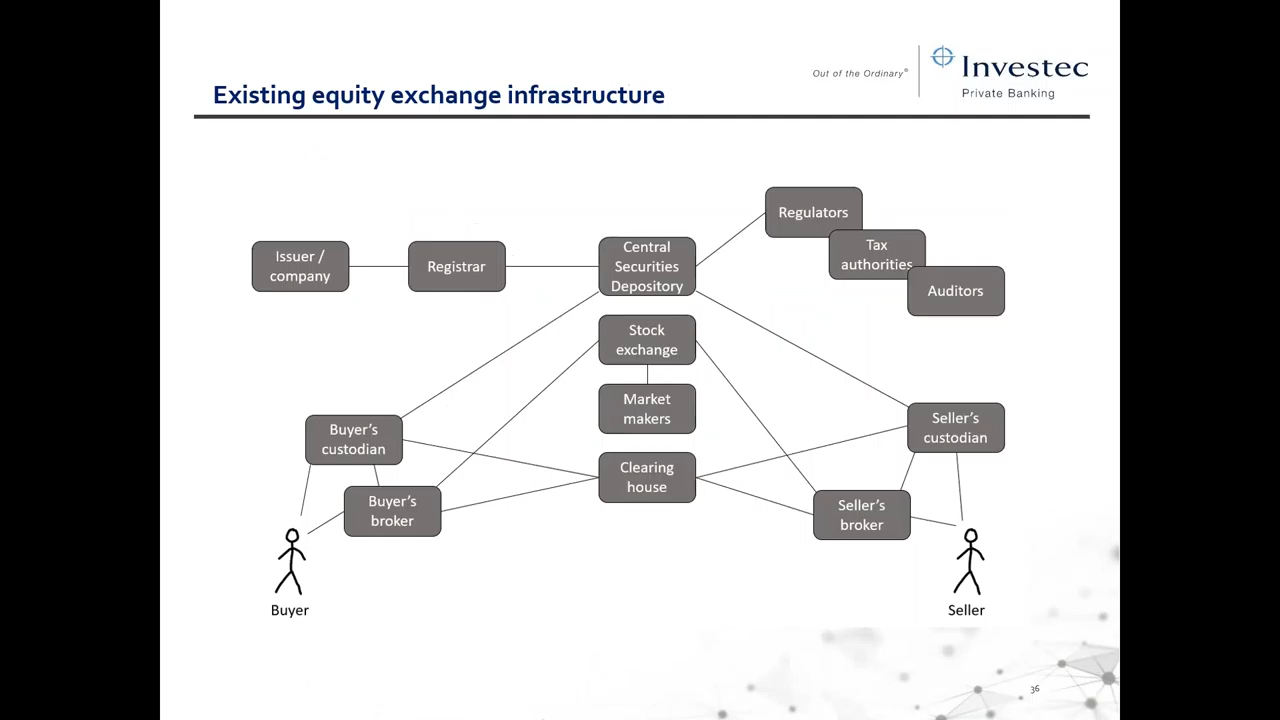 Out of the Ordinary®
Investec
Private Banking
Existing equity exchange infrastructure
Regulators
Tax
authorities
Auditors
Issuer /
company
Registrar
Central
Securities
Depository
Stock
exchange
Market
makers
Clearing
house
Buyer’s
custodian
Buyer’s
broker
Seller’s
custodian
Seller’s
broker
Buyer
Seller
36